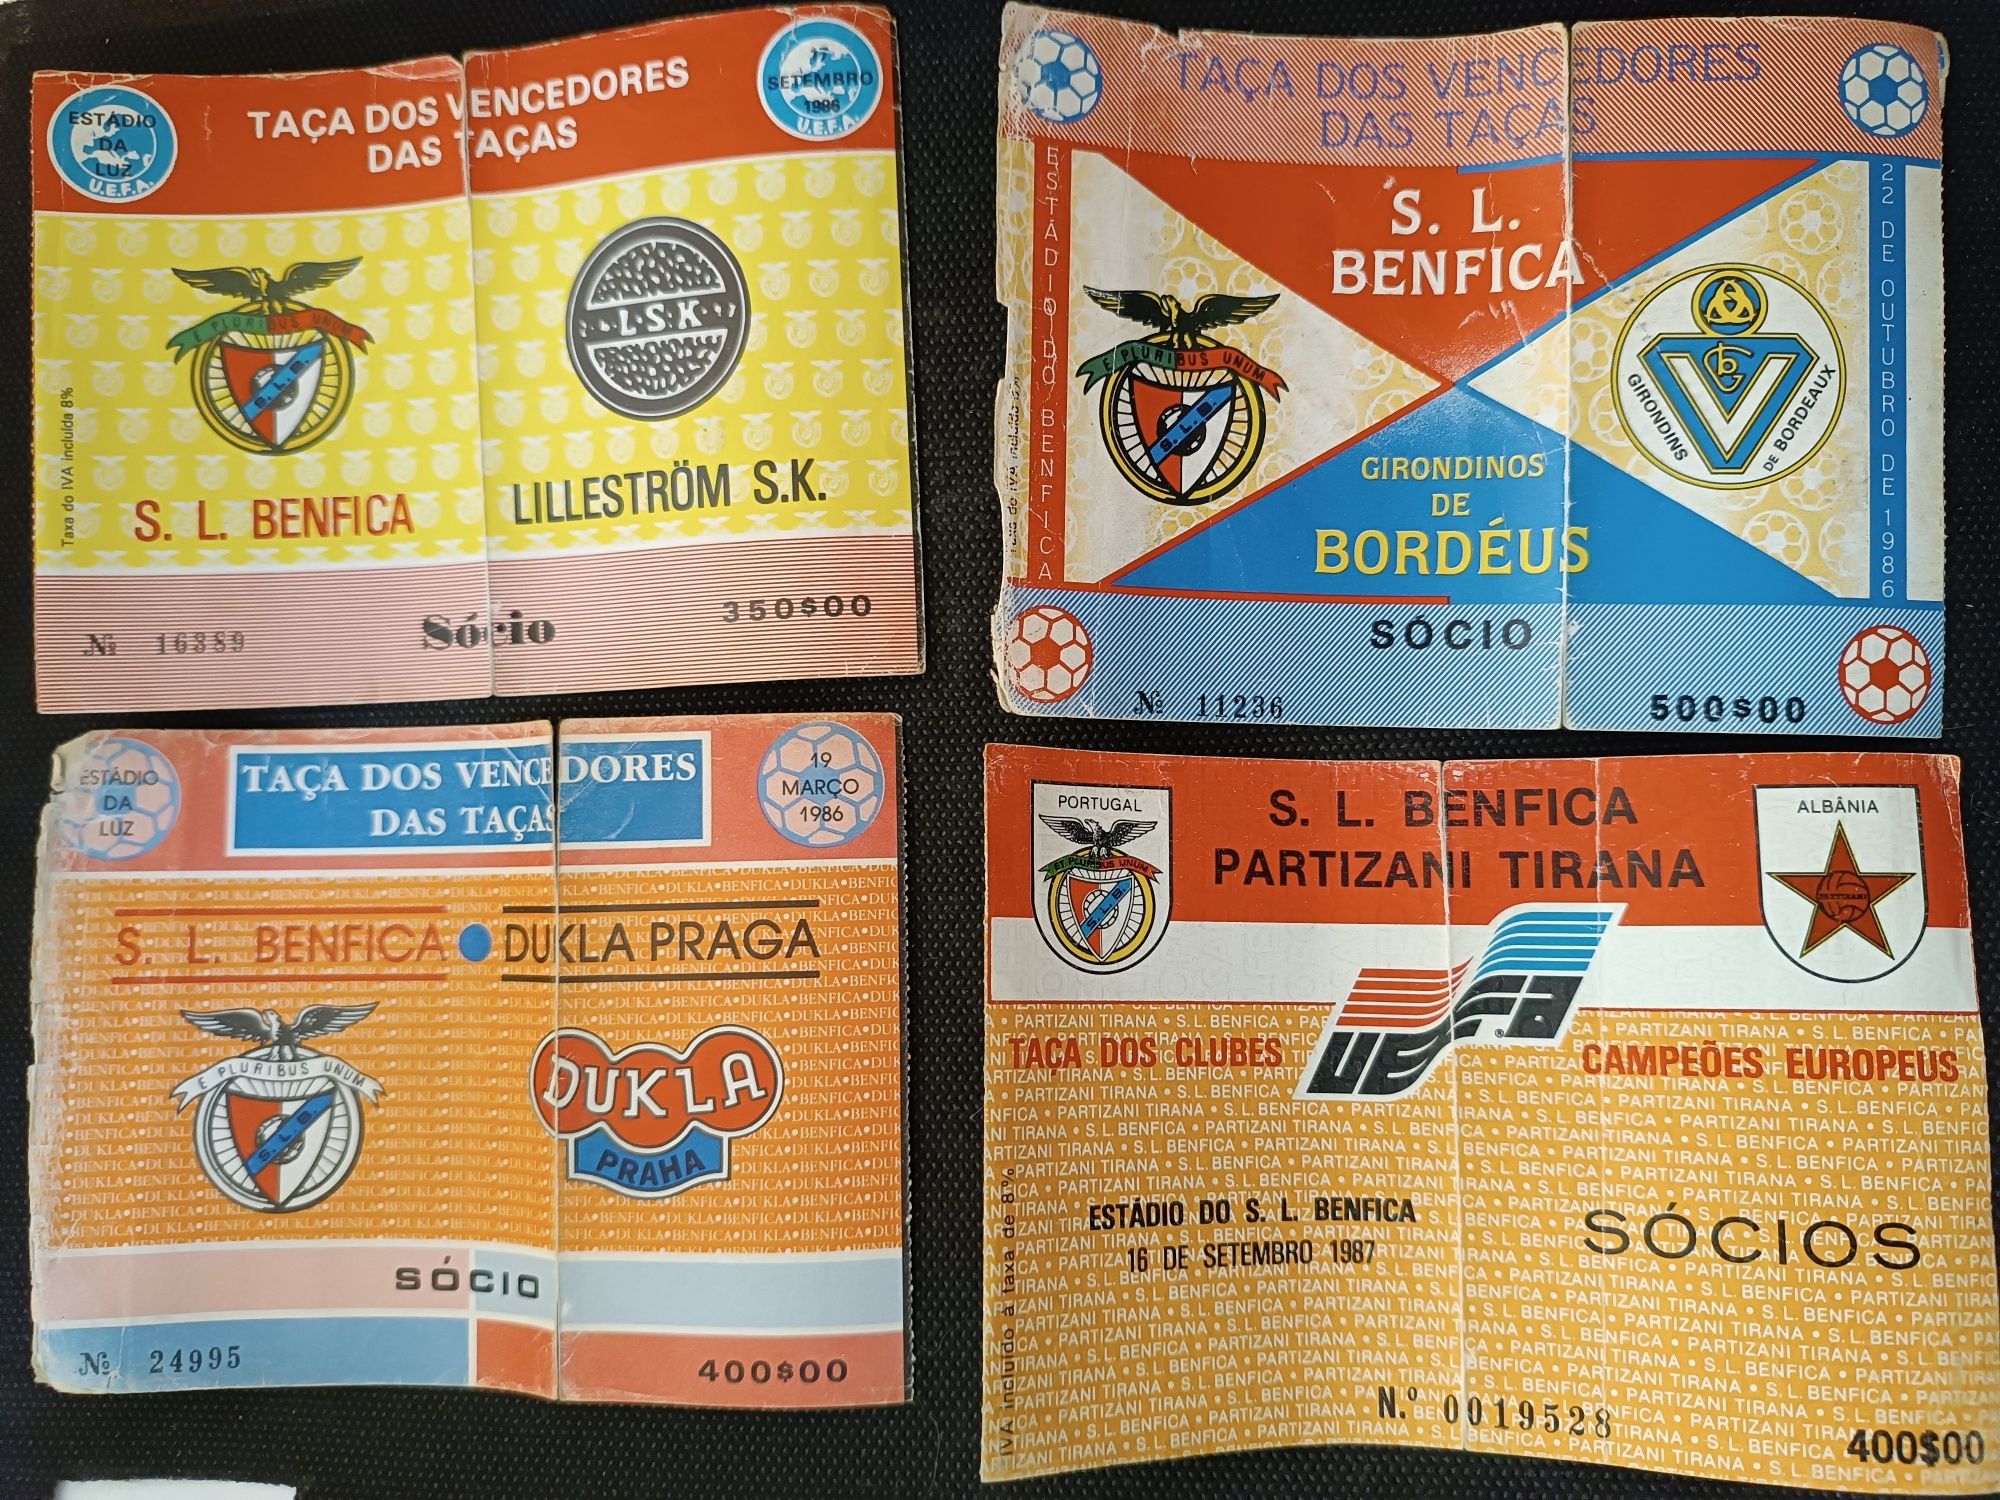 ESTÁDIO
DA
LUZ
U.E.F.A.
TAÇA DOS VENCEDORES
DAS TAÇAS
17
SETEMBRO
1986
U.E.F.A.
E PLURIBUS UNUM
S. L. B.
L.S.K.
S. L. BENFICA
LILLESTRÖM S.K.
Taxa do IVA incluída 8%
Nº 16389
Sócio
350$00
TAÇA DOS VENCEDORES
DAS TAÇAS
ESTÁDIO DO BENFICA
22 DE OUTUBRO DE 1986
S. L.
BENFICA
E PLURIBUS UNUM
S. L. B.
GIRONDINS
DE BORDEAUX
GIRONDINOS
DE
BORDÉUS
SÓCIO
Nº 11236
500$00
ESTÁDIO
DA
LUZ
TAÇA DOS VENCEDORES
DAS TAÇAS
19
MARÇO
1986
S. L. BENFICA • DUKLA PRAGA
E PLURIBUS UNUM
S. L. B.
DUKLA
PRAHA
SÓCIO
Nº 24995
400$00
PORTUGAL
S. L. BENFICA
PARTIZANI TIRANA
ALBÂNIA
ET PLURIBUS UNUM
S. L. B.
UEFA
TAÇA DOS CLUBES CAMPEÕES EUROPEUS
ESTÁDIO DO S. L. BENFICA
16 DE SETEMBRO 1987
SÓCIOS
IVA incluído à taxa de 8%
N.º 0019528
400$00